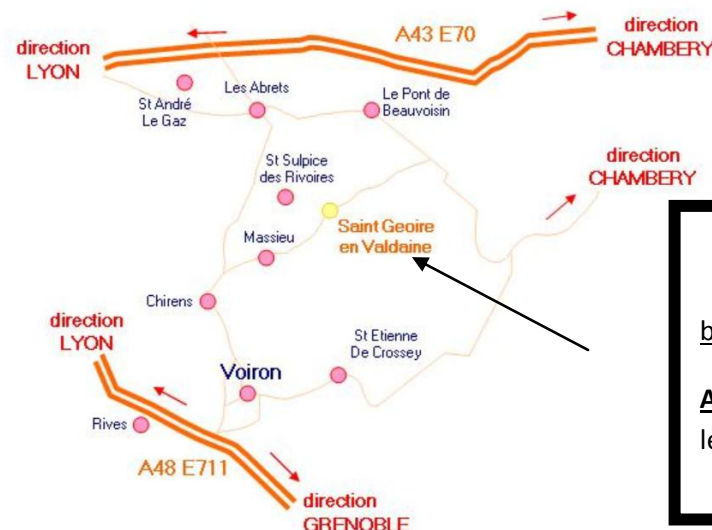 A43 E70
direction
CHAMBERY
direction
LYON
St André
Le Gaz
Les Abrets
Le Pont de
Beauvoisin
St Sulpice
des Rivoires
direction
CHAMBERY
Saint Geoire
en Valdaine
Massieu
Chirens
direction
LYON
St Etienne
De Crossey
Voiron
Rives
A48 E711
direction
GRENOBLE
b
A
le